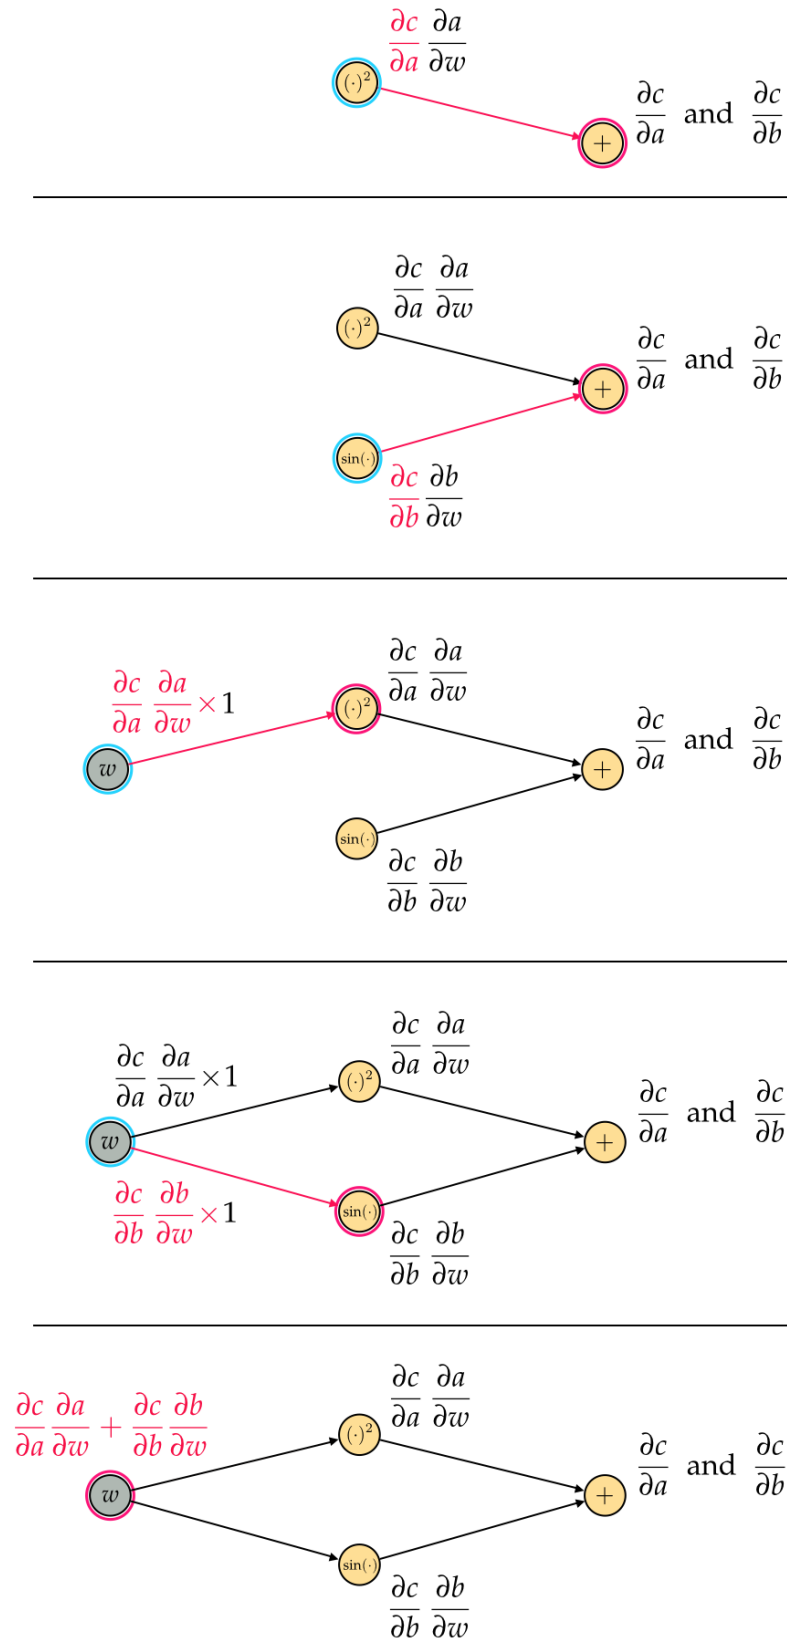 ∂c/∂a ∂a/∂w
(·)²
∂c/∂a and ∂c/∂b
+
∂c/∂a ∂a/∂w
(·)²
∂c/∂a and ∂c/∂b
+
sin(·)
∂c/∂b ∂b/∂w
∂c/∂a ∂a/∂w
∂c/∂a ∂a/∂w ×1
(·)²
∂c/∂a and ∂c/∂b
w
+
sin(·)
∂c/∂b ∂b/∂w
∂c/∂a ∂a/∂w
∂c/∂a ∂a/∂w ×1
(·)²
∂c/∂a and ∂c/∂b
w
+
∂c/∂b ∂b/∂w ×1
sin(·)
∂c/∂b ∂b/∂w
∂c/∂a ∂a/∂w
∂c/∂a ∂a/∂w + ∂c/∂b ∂b/∂w
(·)²
∂c/∂a and ∂c/∂b
w
+
sin(·)
∂c/∂b ∂b/∂w